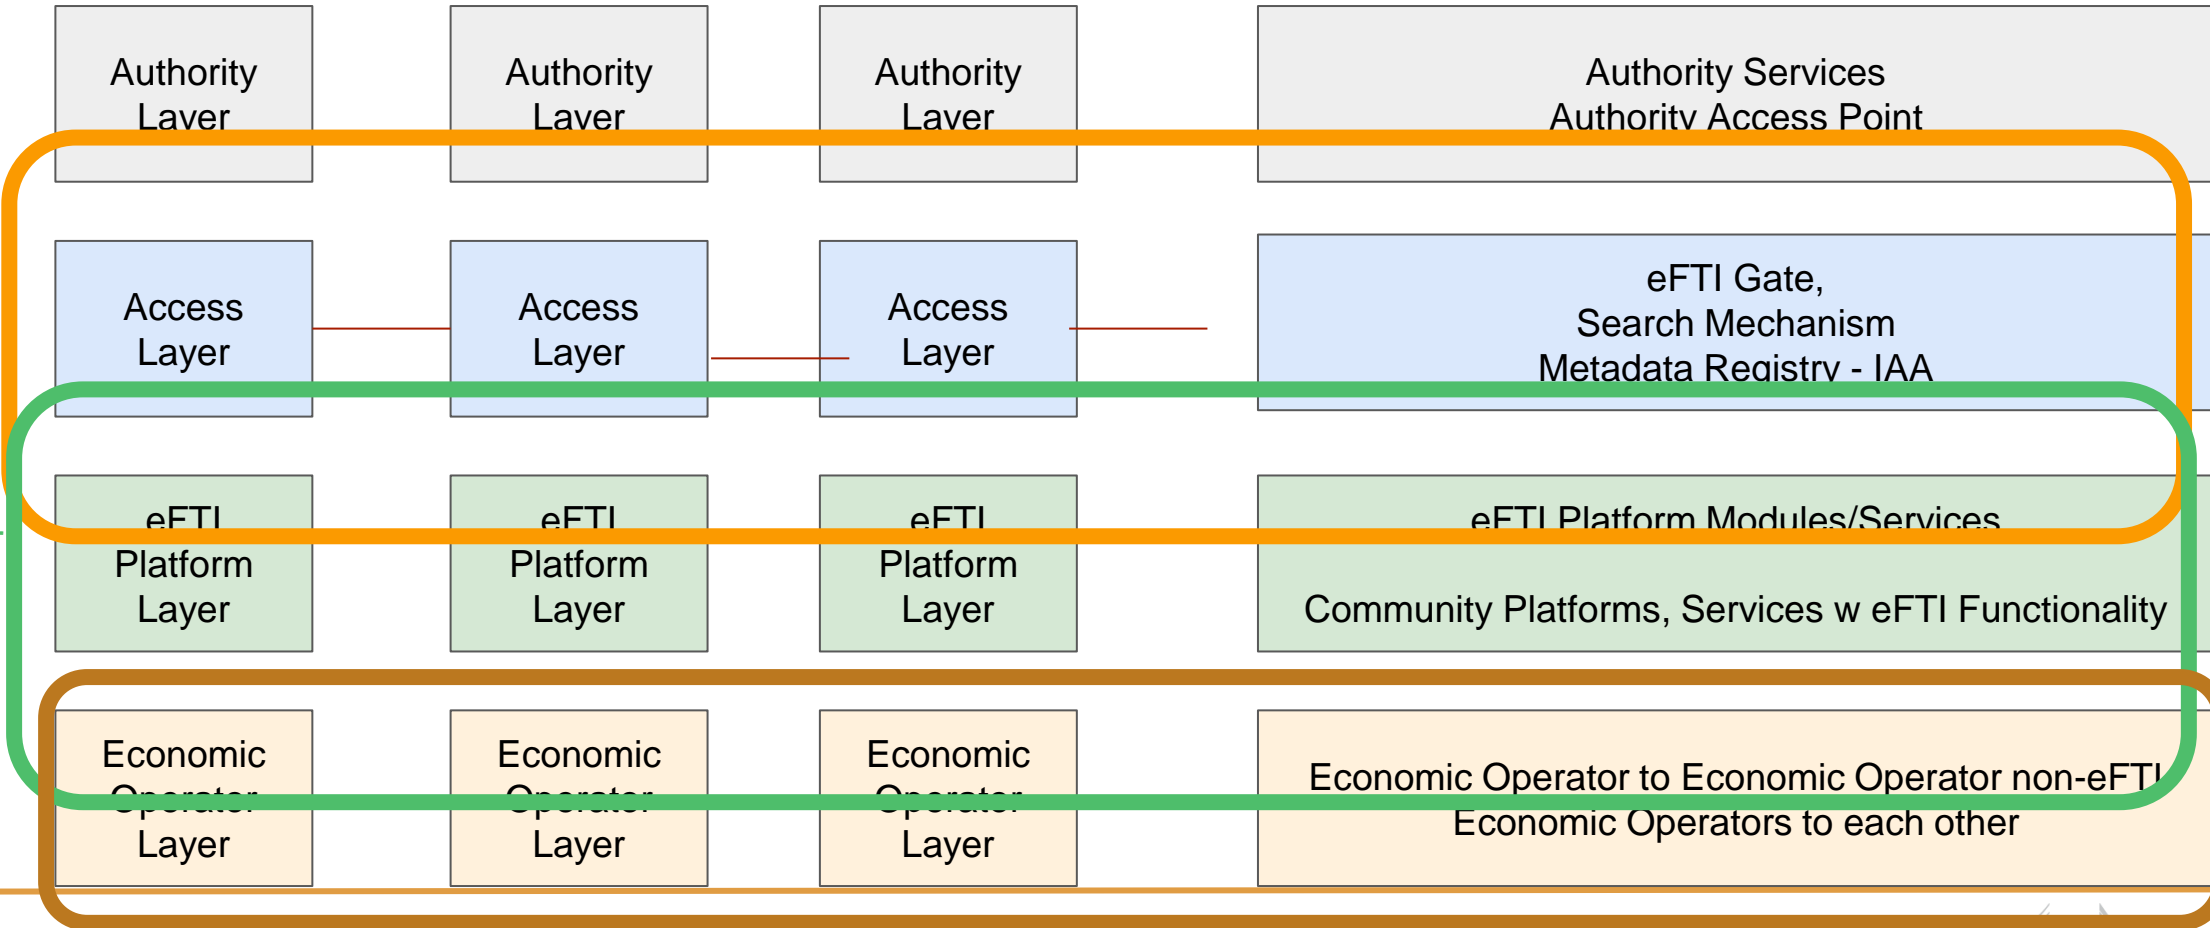 Authority
Layer
Authority
Layer
Authority
Layer
Authority Services
Authority Access Point
Access
Layer
Access
Layer
Access
Layer
eFTI Gate,
Search Mechanism
Metadata Registry - IAA
eFTI
Platform
Layer
eFTI
Platform
Layer
eFTI
Platform
Layer
eFTI Platform Modules/Services
Community Platforms, Services w eFTI Functionality
Economic
Operator
Layer
Economic
Operator
Layer
Economic
Operator
Layer
Economic Operator to Economic Operator non-eFTI
Economic Operators to each other